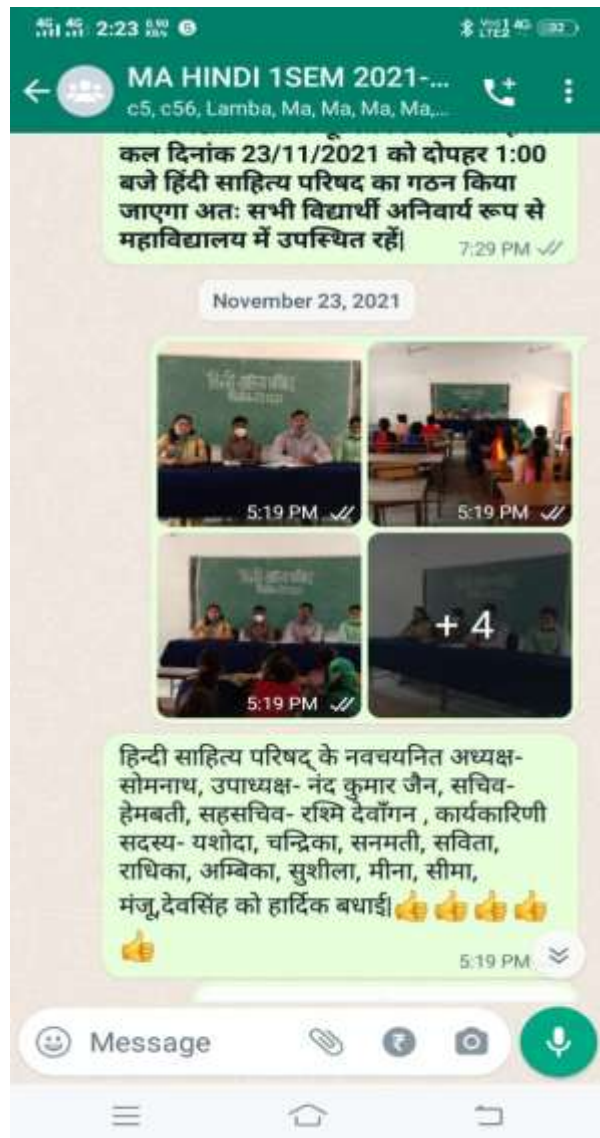 2:23
MA HINDI 1SEM 2021-...
c5, c56, Lamba, Ma, Ma, Ma, Ma,...
कल दिनांक 23/11/2021 को दोपहर 1:00
बजे हिंदी साहित्य परिषद का गठन किया
जाएगा अतः सभी विद्यार्थी अनिवार्य रूप से
महाविद्यालय में उपस्थित रहें|
7:29 PM
November 23, 2021
5:19 PM
5:19 PM
5:19 PM
+ 4
हिन्दी साहित्य परिषद् के नवचयनित अध्यक्ष-
सोमनाथ, उपाध्यक्ष- नंद कुमार जैन, सचिव-
हेमबती, सहसचिव- रश्मि देवाँगन , कार्यकारिणी
सदस्य- यशोदा, चन्द्रिका, सनमती, सविता,
राधिका, अम्बिका, सुशीला, मीना, सीमा,
मंजू,देवसिंह को हार्दिक बधाई|👍👍👍👍
👍
5:19 PM
Message